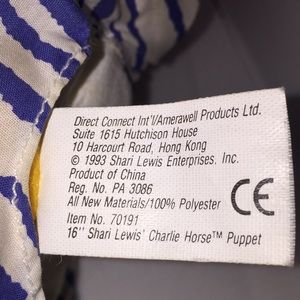 Direct Connect Int'l/Amerawell Products Ltd.
Suite 1615 Hutchison House
10 Harcourt Road, Hong Kong
© 1993 Shari Lewis Enterprises, Inc.
Product of China
Reg. No. PA 3086
All New Materials/100% Polyester
Item No. 70191
16" Shari Lewis' Charlie Horse™ Puppet
CE